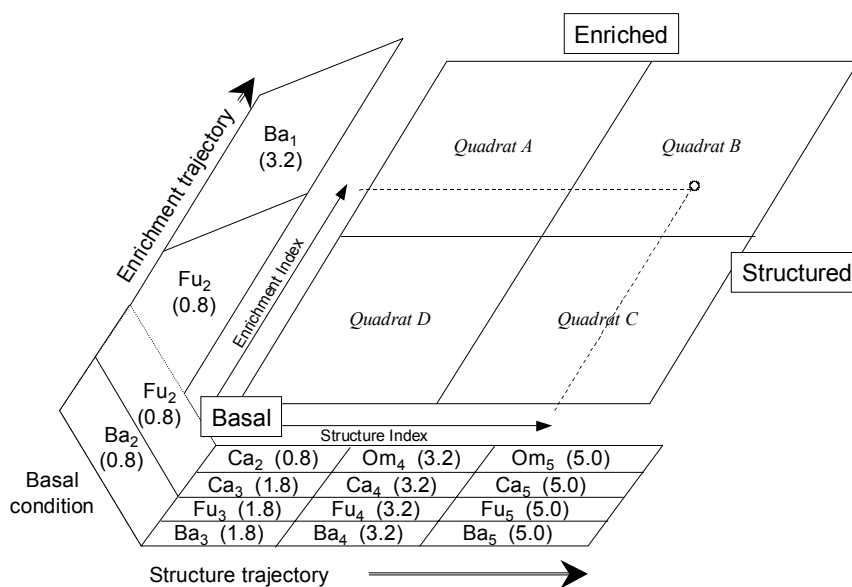 Enriched
Enrichment trajectory
Ba₁
(3.2)
Quadrat A
Quadrat B
Fu₂
(0.8)
Enrichment Index
Structured
Quadrat D
Quadrat C
Fu₂
(0.8)
Ba₂
(0.8)
Basal
Structure Index
Basal
condition
Ca₂ (0.8) Om₄ (3.2) Om₅ (5.0)
Ca₃ (1.8) Ca₄ (3.2) Ca₅ (5.0)
Fu₃ (1.8) Fu₄ (3.2) Fu₅ (5.0)
Ba₃ (1.8) Ba₄ (3.2) Ba₅ (5.0)
Structure trajectory